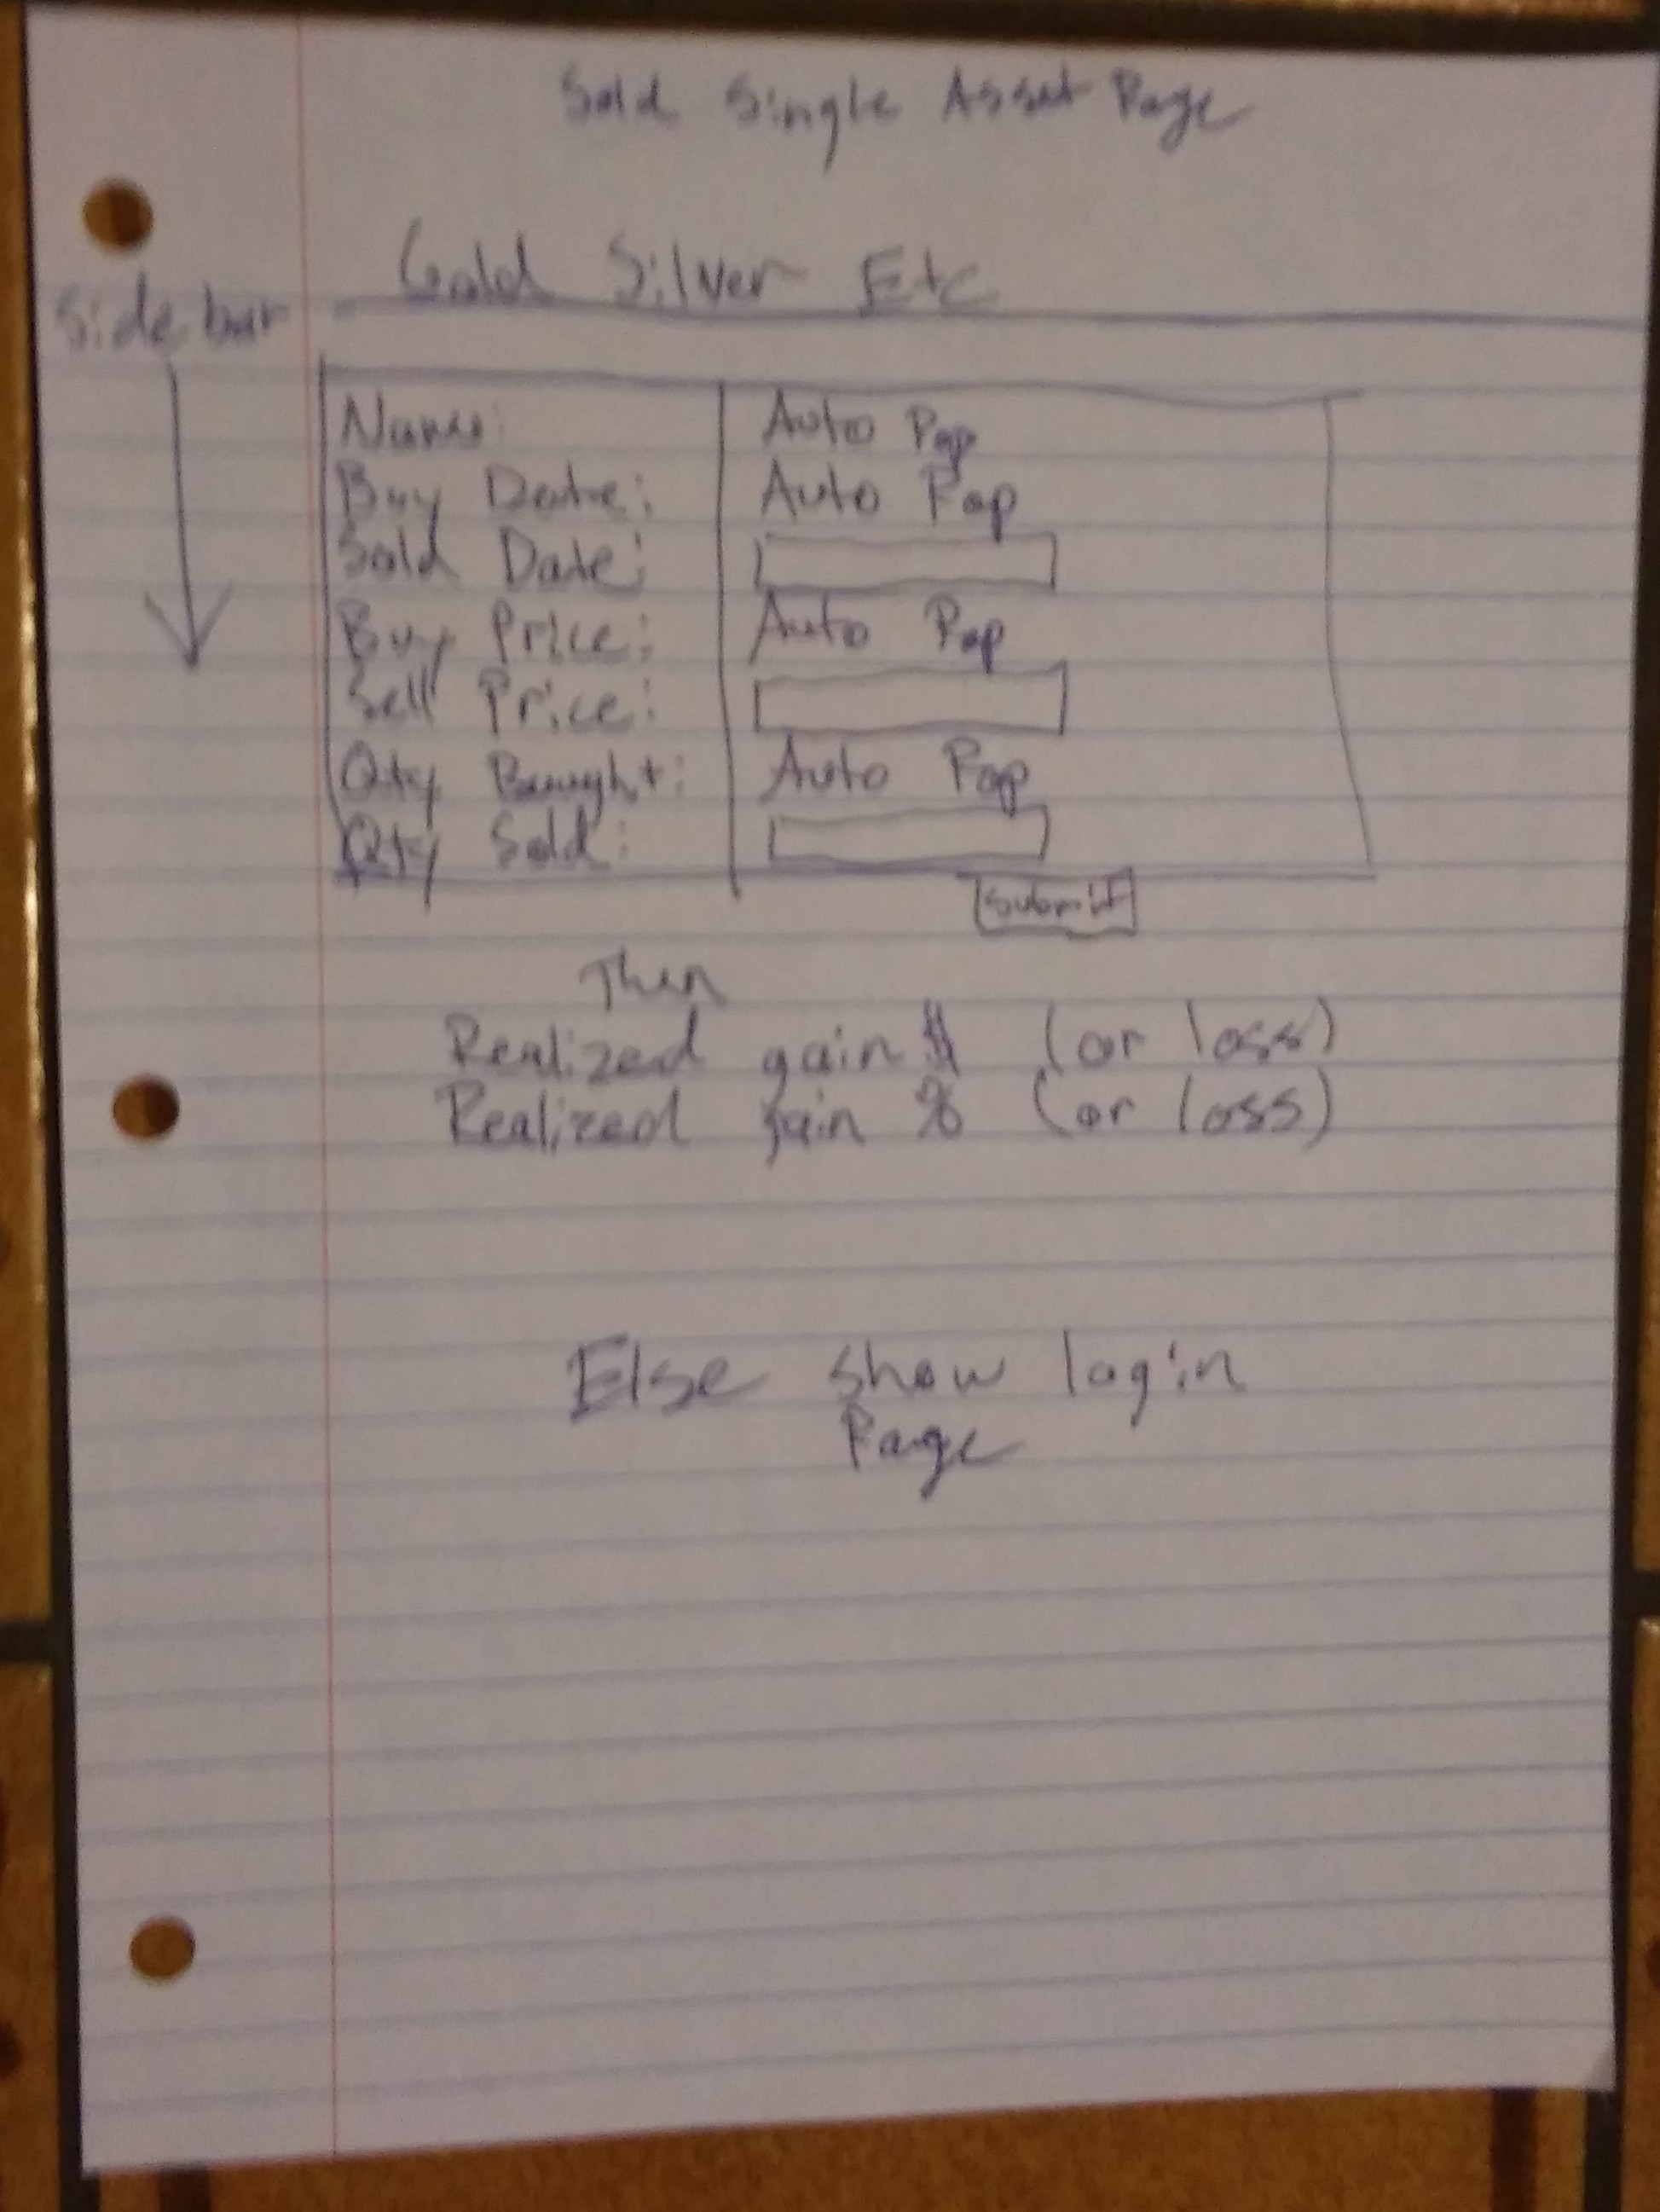 Sold Single Asset Page
Gold Silver Etc
Side bar
Name: Auto Pop
Buy Date: Auto Pop
Sold Date:
Buy Price: Auto Pop
Sell Price:
Qty Bought: Auto Pop
Qty Sold:
Submit
Then
Realized gain $ (or loss)
Realized gain % (or loss)
Else show login
Page